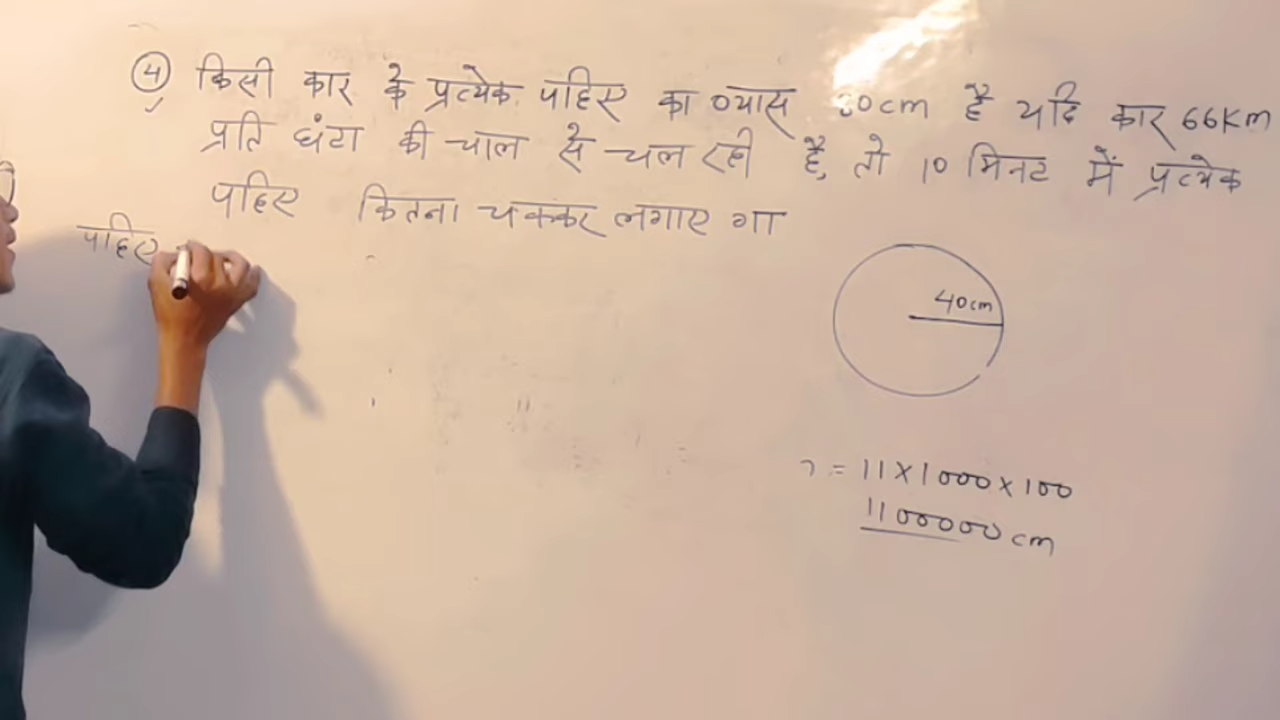 ④ किसी कार के प्रत्येक पहिए का व्यास 80cm है यदि कार 66Km
प्रति घंटा की चाल से चल रही है, तो 10 मिनट में प्रत्येक
पहिए कितना चक्कर लगाए गा
पहिए
40cm
= 11×1000×100
1100000 cm